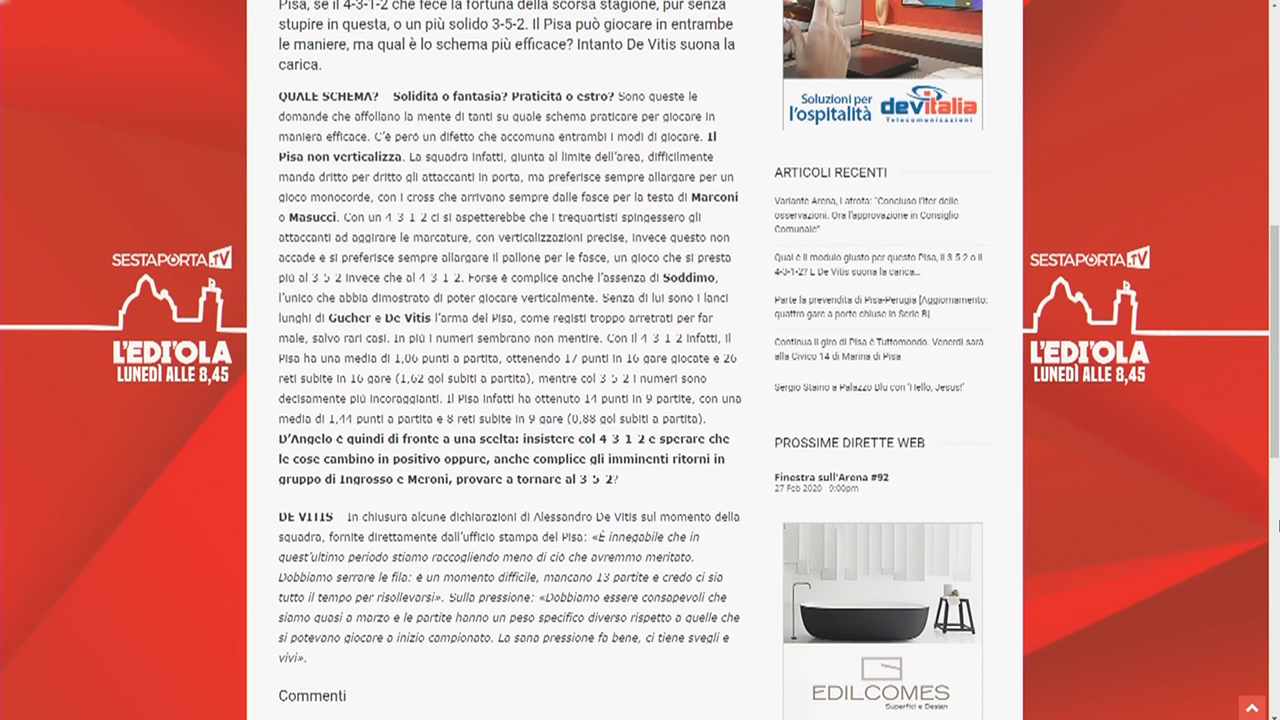 Pisa, se il 4-3-1-2 che fece la fortuna della scorsa stagione, pur senza
stupire in questa, o un più solido 3-5-2. Il Pisa può giocare in entrambe
le maniere, ma qual è lo schema più efficace? Intanto De Vitis suona la
carica.
QUALE SCHEMA? Solidità o fantasia? Praticità o estro? Sono queste le
domande che affollano la mente di tanti su quale schema praticare per giocare in
maniera efficace. C'è però un difetto che accomuna entrambi i modi di giocare. Il
Pisa non verticalizza. La squadra infatti, giunta al limite dell'area, difficilmente
manda dritto per dritto gli attaccanti in porta, ma preferisce sempre allargare per un
gioco monocorde, con i cross che arrivano sempre dalle fasce per la testa di Marconi
o Masucci. Con un 4-3-1-2 ci si aspetterebbe che i trequartisti spingessero gli
attaccanti ad aggirare le marcature, con verticalizzazioni precise, invece questo non
accade e si preferisce sempre allargare il pallone per le fasce, un gioco che si presta
più al 3-5-2 invece che al 4-3-1-2. Forse è complice anche l'assenza di Soddimo,
l'unico che abbia dimostrato di poter giocare verticalmente. Senza di lui sono i lanci
lunghi di Gucher e De Vitis l'arma del Pisa, come registi troppo arretrati per far
male, salvo rari casi. In più i numeri sembrano non mentire. Con il 4-3-1-2 infatti, il
Pisa ha una media di 1,06 punti a partita, ottenendo 17 punti in 16 gare giocate e 26
reti subite in 16 gare (1,62 gol subiti a partita), mentre col 3-5-2 i numeri sono
decisamente più incoraggianti. Il Pisa infatti ha ottenuto 14 punti in 9 partite, con una
media di 1,44 punti a partita e 8 reti subite in 9 gare (0,88 gol subiti a partita).
D'Angelo è quindi di fronte a una scelta: insistere col 4-3-1-2 e sperare che
le cose cambino in positivo oppure, anche complice gli imminenti ritorni in
gruppo di Ingrosso e Meroni, provare a tornare al 3-5-2?
DE VITIS In chiusura alcune dichiarazioni di Alessandro De Vitis sul momento della
squadra, fornite direttamente dall'ufficio stampa del Pisa: «È innegabile che in
quest'ultimo periodo stiamo raccogliendo meno di ciò che avremmo meritato.
Dobbiamo serrare le fila: è un momento difficile, mancano 13 partite e credo ci sia
tutto il tempo per risollevarsi». Sulla pressione: «Dobbiamo essere consapevoli che
siamo quasi a marzo e le partite hanno un peso specifico diverso rispetto a quelle che
si potevano giocare a inizio campionato. La sana pressione fa bene, ci tiene svegli e
vivi».
Commenti
Soluzioni per
l'ospitalità
devitalia
Telecomunicazioni
ARTICOLI RECENTI
Variante Arena, Latrofa: "Concluso l'iter delle
osservazioni. Ora l'approvazione in Consiglio
Comunale"
Qual è il modulo giusto per questo Pisa, il 3-5-2 o il
4-3-1-2? E De Vitis suona la carica...
Parte la prevendita di Pisa-Perugia [Aggiornamento:
quattro gare a porte chiuse in Serie B]
Continua il giro di Pisa è Tuttomondo. Venerdì sarà
alla Civico 14 di Marina di Pisa
Sergio Staino a Palazzo Blu con 'Hello, Jesus!'
PROSSIME DIRETTE WEB
Finestra sull'Arena #92
27 Feb 2020 9:00pm
EDILCOMES
Superfici e Design
SESTAPORTA.TV
L'EDI'OLA
LUNEDÌ ALLE 8,45
SESTAPORTA.TV
L'EDI'OLA
LUNEDÌ ALLE 8,45